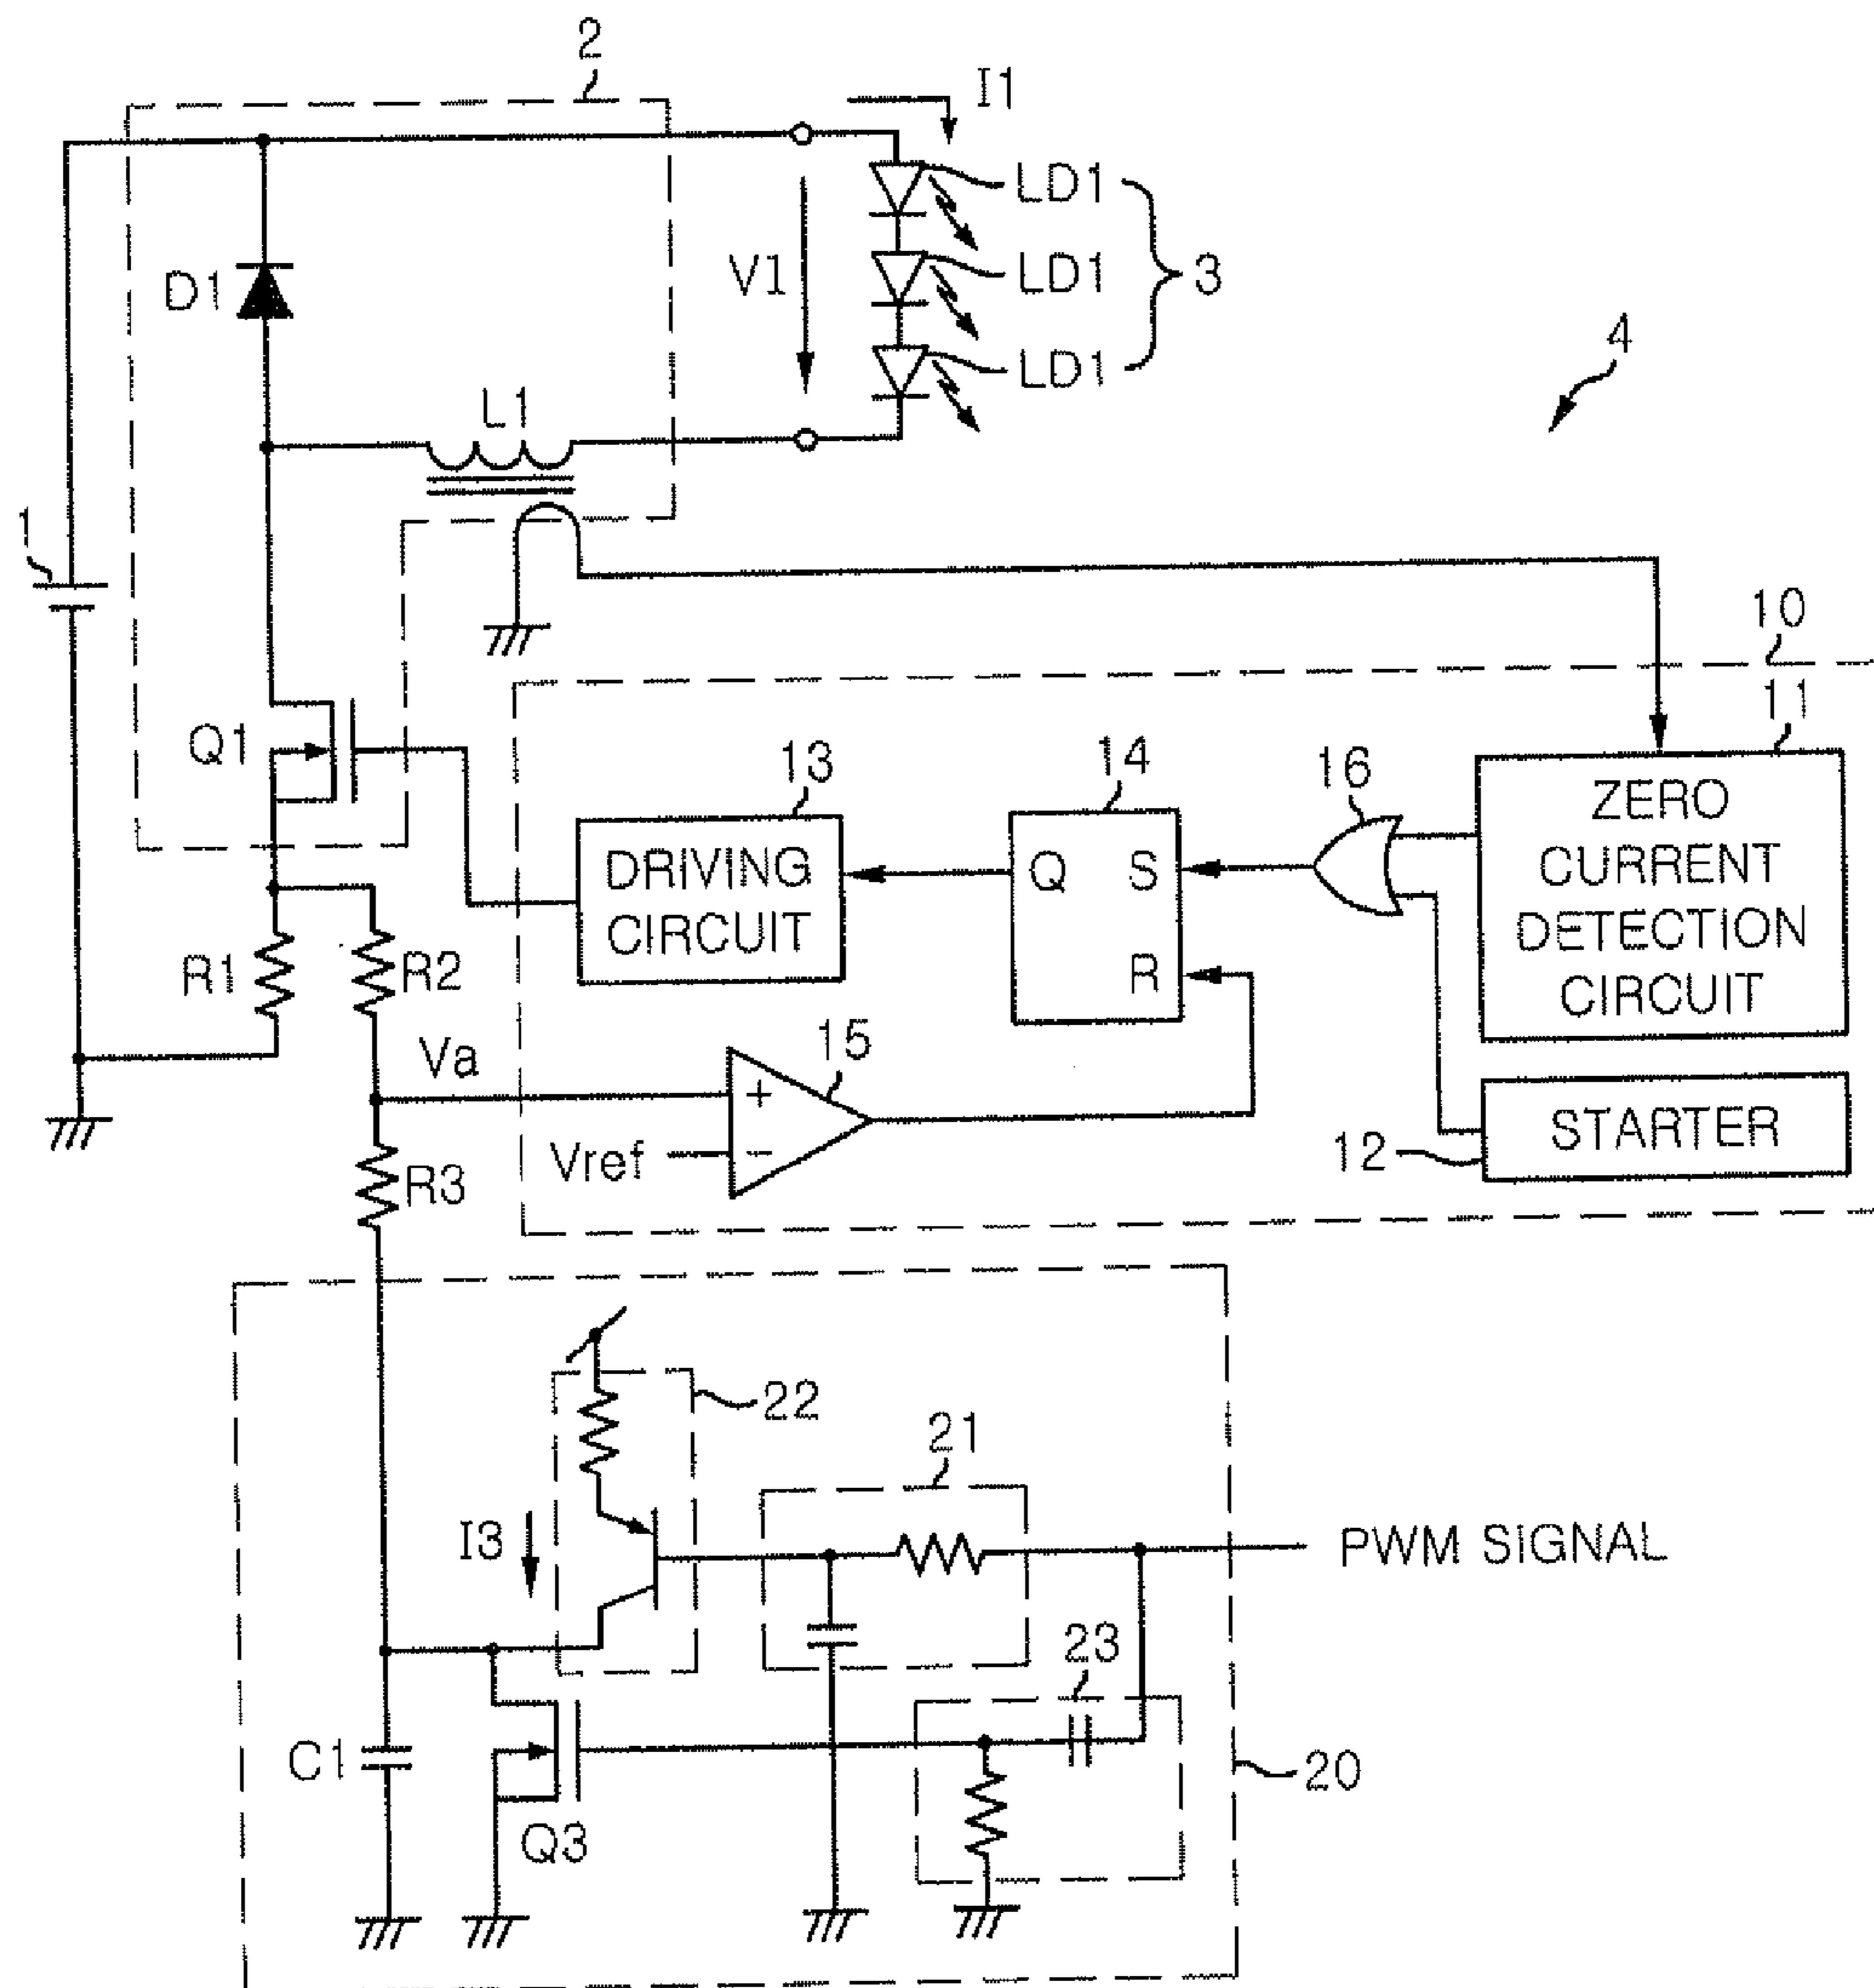 2
I1
LD1
LD1
3
LD1
D1
V1
4
L1
1
10
11
Q1
13
14
16
ZERO
CURRENT
DETECTION
CIRCUIT
DRIVING
CIRCUIT
Q
S
R
R1
R2
Va
15
+
−
Vref
STARTER
12
R3
22
21
I3
PWM SIGNAL
23
C1
Q3
20